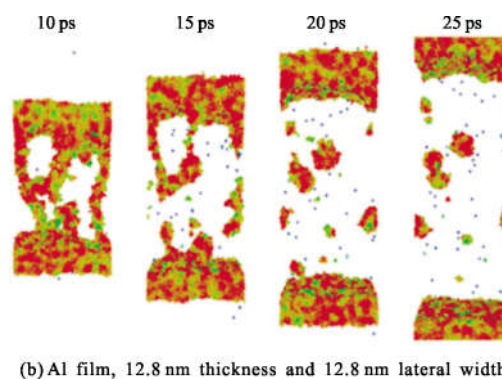 10 ps 15 ps 20 ps 25 ps
(b) Al film, 12.8 nm thickness and 12.8 nm lateral width